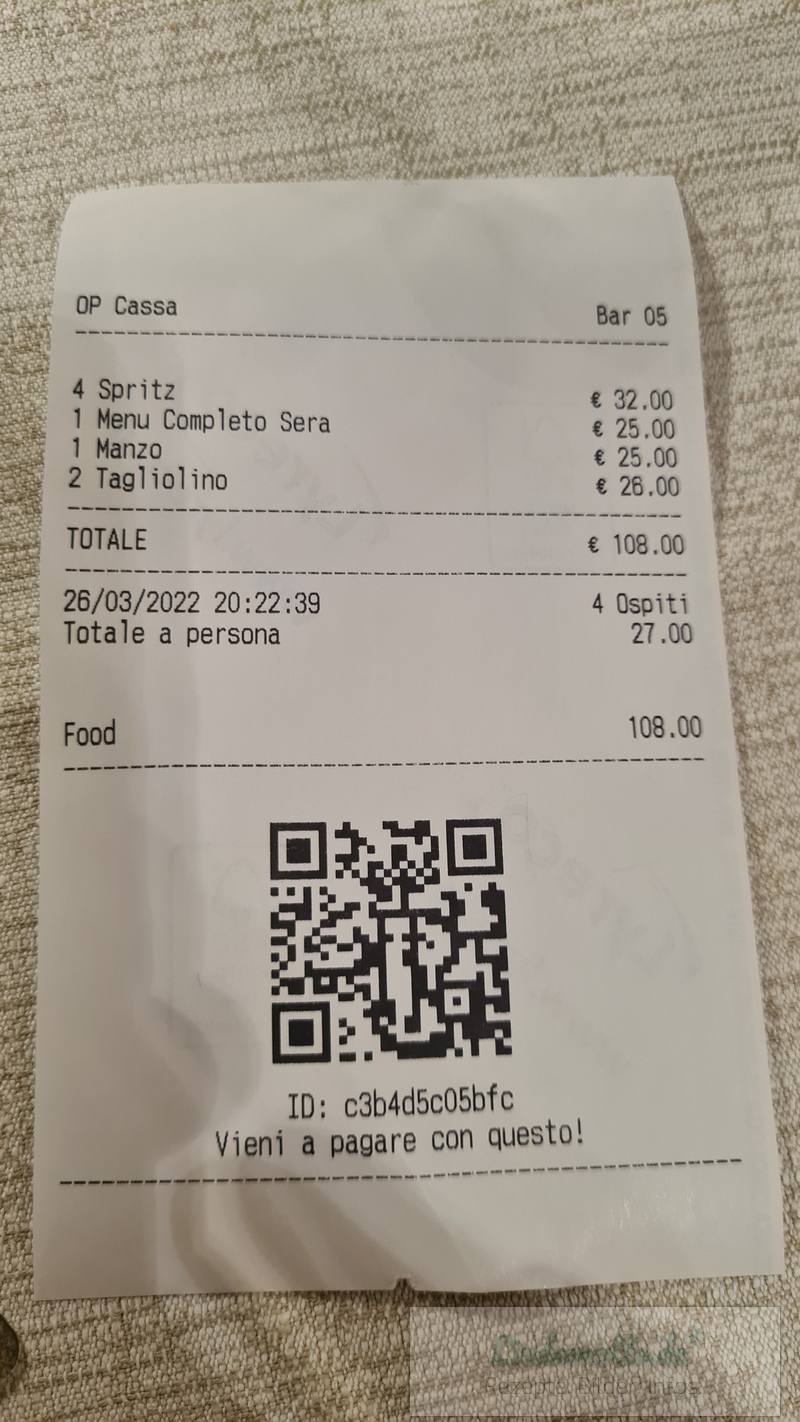 OP Cassa Bar 05
4 Spritz € 32.00
1 Menu Completo Sera € 25.00
1 Manzo € 25.00
2 Tagliolino € 26.00
TOTALE € 108.00
26/03/2022 20:22:39 4 Ospiti
Totale a persona 27.00
Food 108.00
ID: c3b4d5c05bfc
Vieni a pagare con questo!